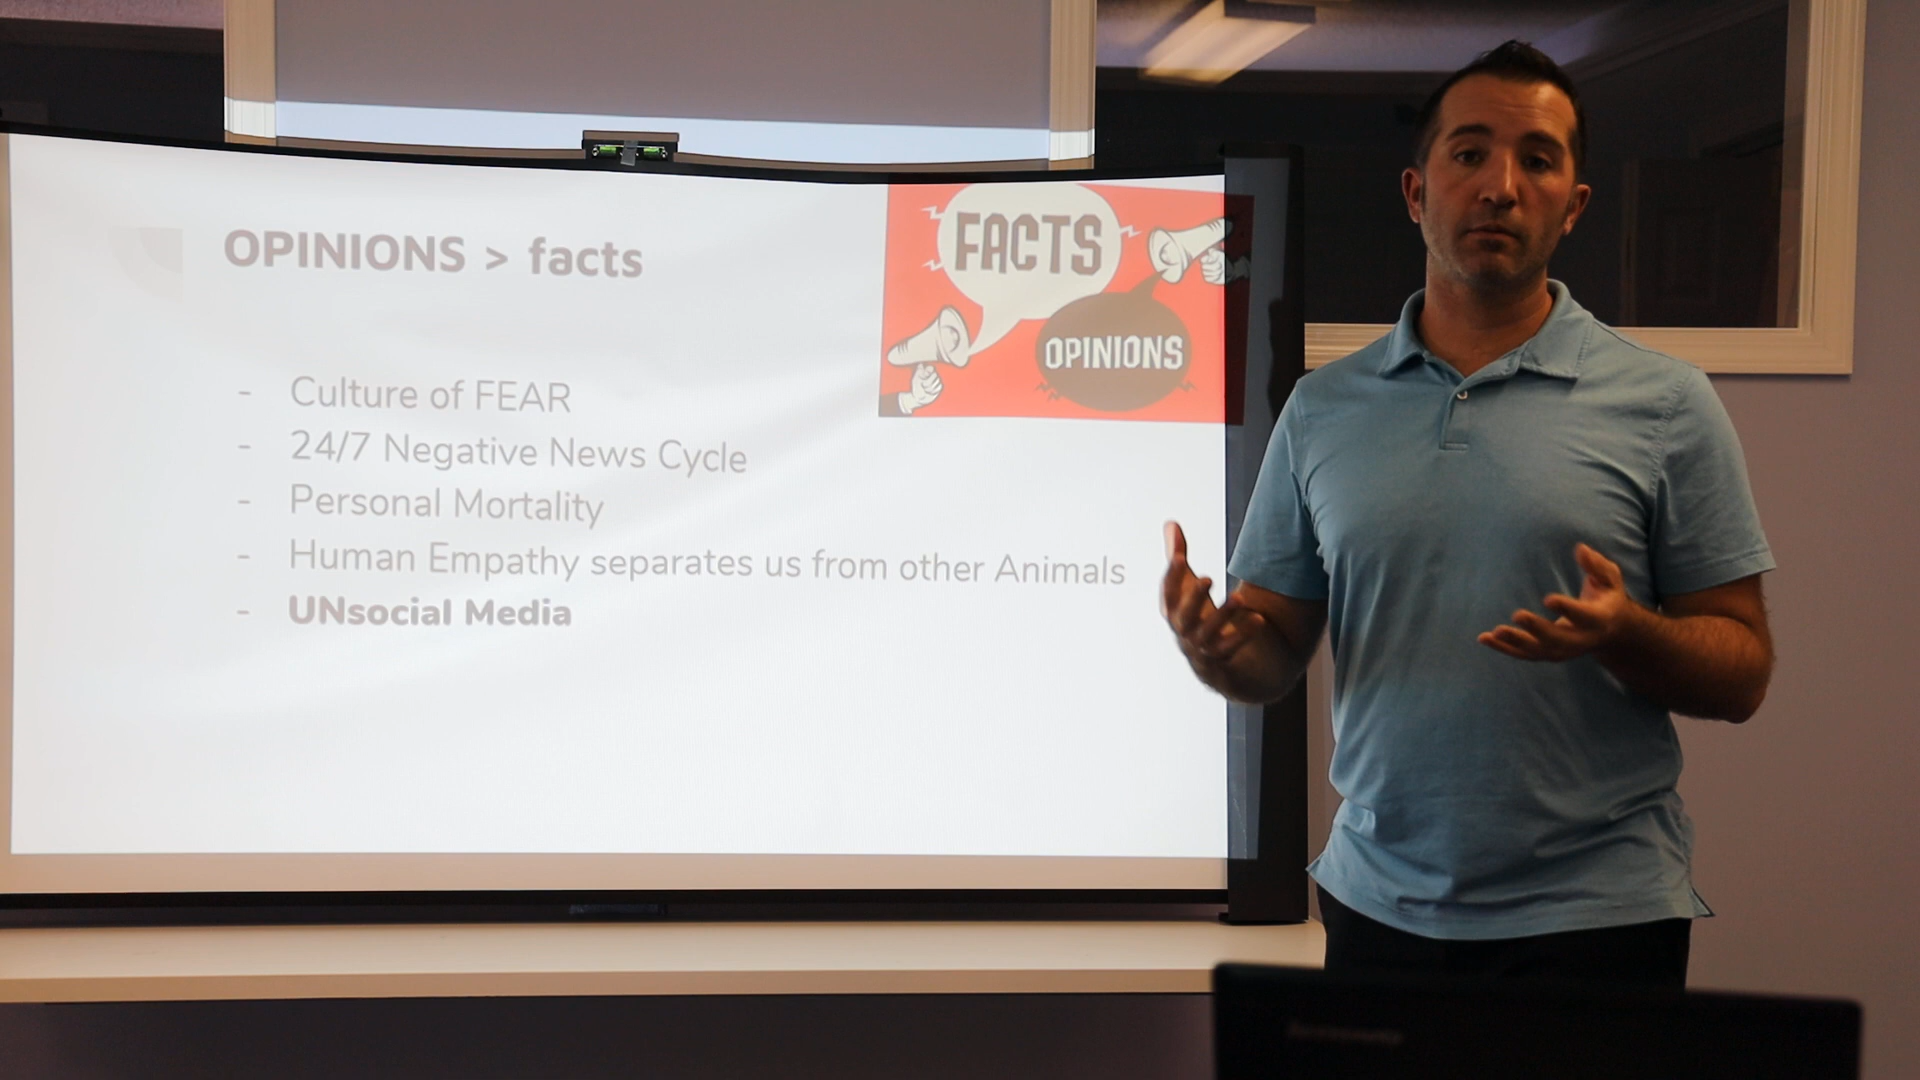 OPINIONS > facts
FACTS
OPINIONS
- Culture of FEAR
- 24/7 Negative News Cycle
- Personal Mortality
- Human Empathy separates us from other Animals
- UNsocial Media